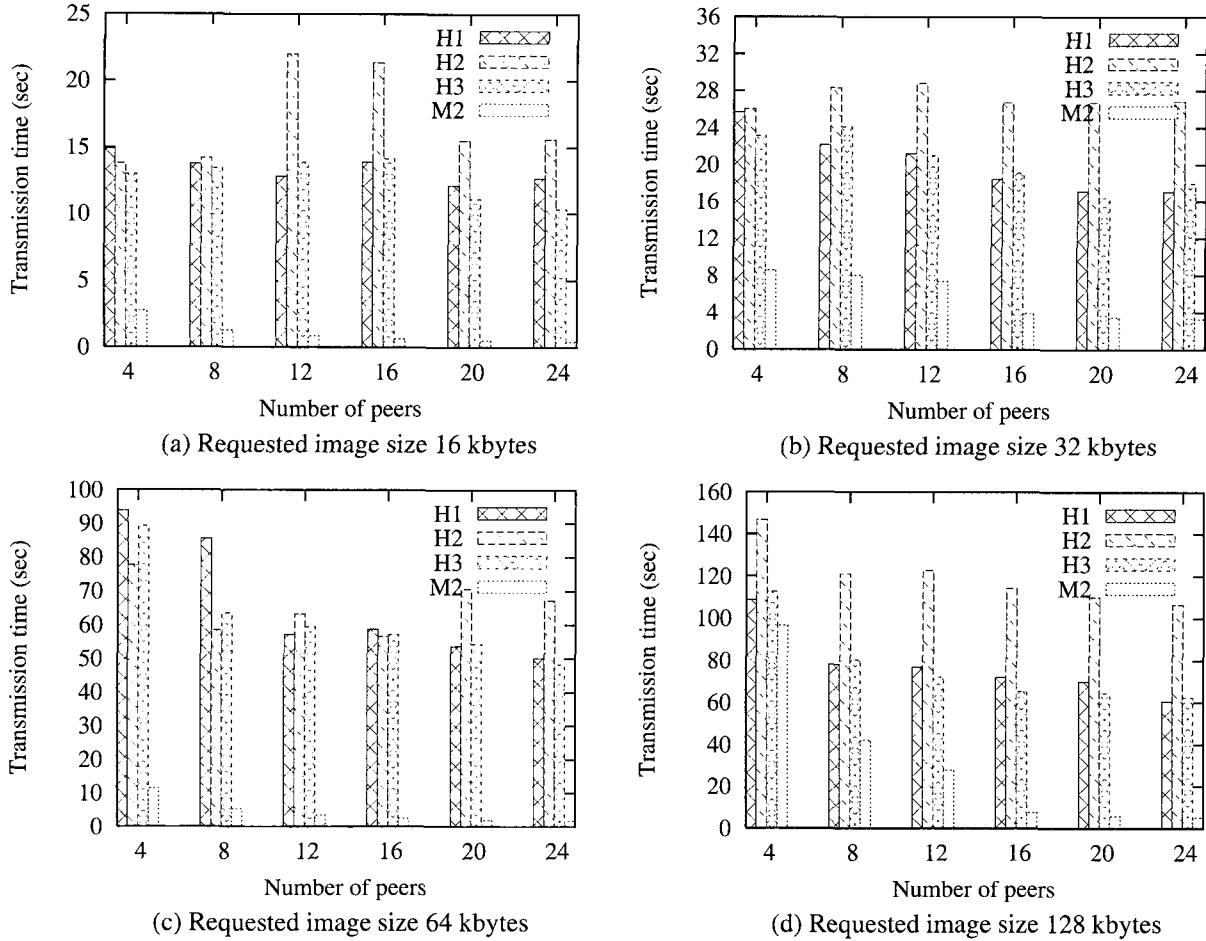 25
20
15
10
5
0
Transmission time (sec)
H1
H2
H3
M2
4 8 12 16 20 24
Number of peers
(a) Requested image size 16 kbytes
36
32
28
24
20
16
12
8
4
0
Transmission time (sec)
H1
H2
H3
M2
4 8 12 16 20 24
Number of peers
(b) Requested image size 32 kbytes
100
90
80
70
60
50
40
30
20
10
0
Transmission time (sec)
H1
H2
H3
M2
4 8 12 16 20 24
Number of peers
(c) Requested image size 64 kbytes
160
140
120
100
80
60
40
20
0
Transmission time (sec)
H1
H2
H3
M2
4 8 12 16 20 24
Number of peers
(d) Requested image size 128 kbytes